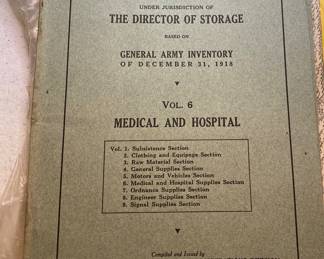 UNDER JURISDICTION OF
THE DIRECTOR OF STORAGE
BASED ON
GENERAL ARMY INVENTORY
OF DECEMBER 31, 1918
VOL. 6
MEDICAL AND HOSPITAL
Vol. 1. Subsistence Section
2. Clothing and Equipage Section
3. Raw Material Section
4. General Supplies Section
5. Motors and Vehicles Section
6. Medical and Hospital Supplies Section
7. Ordnance Supplies Section
8. Engineer Supplies Section
9. Signal Supplies Section
Compiled and Issued by